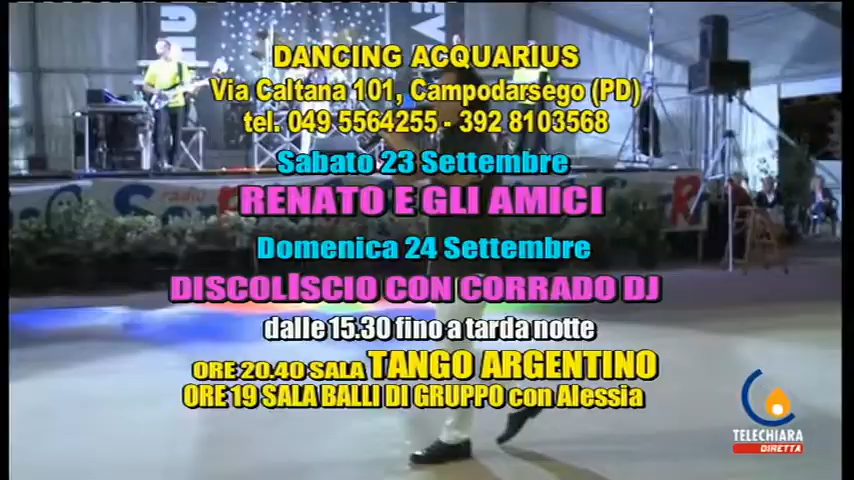 DANCING ACQUARIUS
Via Caltana 101, Campodarsego (PD)
tel. 049 5564255 - 392 8103568
Sabato 23 Settembre
RENATO E GLI AMICI
Domenica 24 Settembre
DISCOLISCIO CON CORRADO DJ
dalle 15.30 fino a tarda notte
ORE 20.40 SALA TANGO ARGENTINO
ORE 19 SALA BALLI DI GRUPPO con Alessia
TELECHIARA
DIRETTA
radio